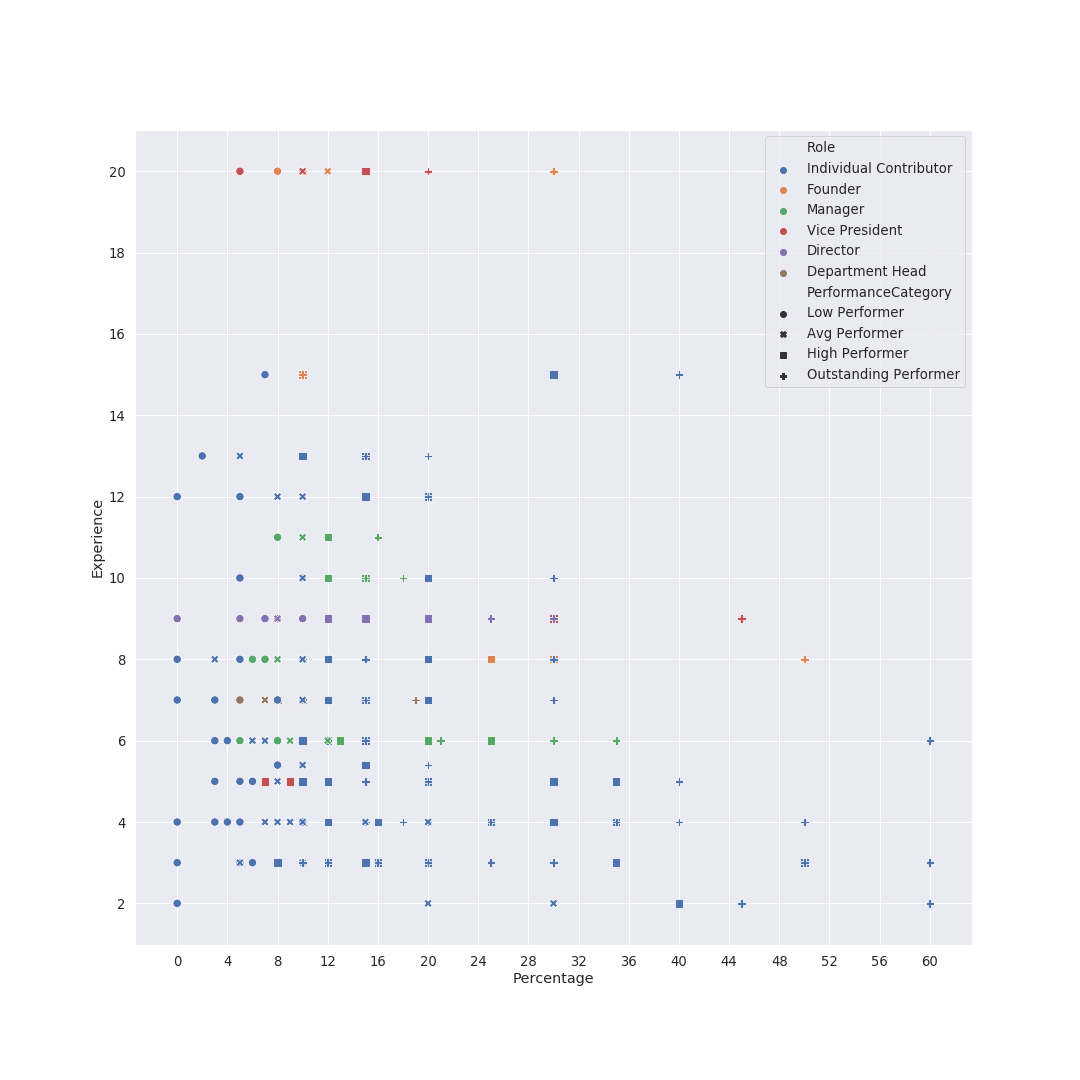 Role
Individual Contributor
Founder
Manager
Vice President
Director
Department Head
PerformanceCategory
Low Performer
Avg Performer
High Performer
Outstanding Performer
20
18
16
14
12
10
8
6
4
2
Experience
0 4 8 12 16 20 24 28 32 36 40 44 48 52 56 60
Percentage